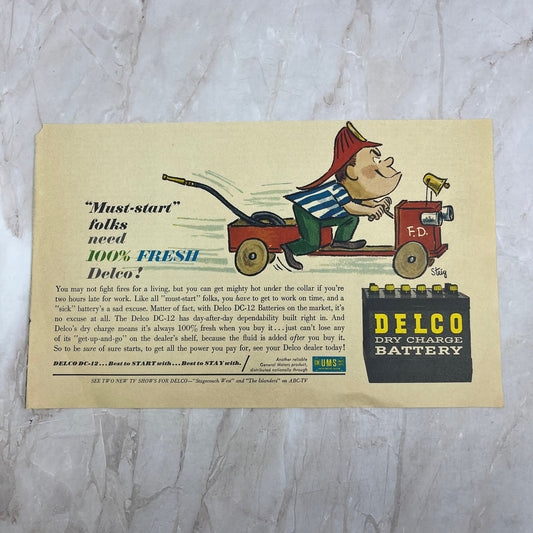 "Must-start"
folks
need
100% FRESH
Delco!
F.D.
Steig
You may not fight fires for a living, but you can get mighty hot under the collar if you're
two hours late for work. Like all "must-start" folks, you have to get to work on time, and a
"sick" battery's a sad excuse. Matter of fact, with Delco DC-12 Batteries on the market, it's
no excuse at all. The Delco DC-12 has day-after-day dependability built right in. And
Delco's dry charge means it's always 100% fresh when you buy it...just can't lose any
of its "get-up-and-go" on the dealer's shelf, because the fluid is added after you buy it.
So to be sure of sure starts, to get all the power you pay for, see your Delco dealer today!
DELCO DC-12...Best to START with...Best to STAY with.
Another reliable
General Motors product,
distributed nationally through
UMS
SEE TWO NEW TV SHOWS FOR DELCO—"Stagecoach West" and "The Islanders" on ABC-TV
DELCO
DRY CHARGE
BATTERY